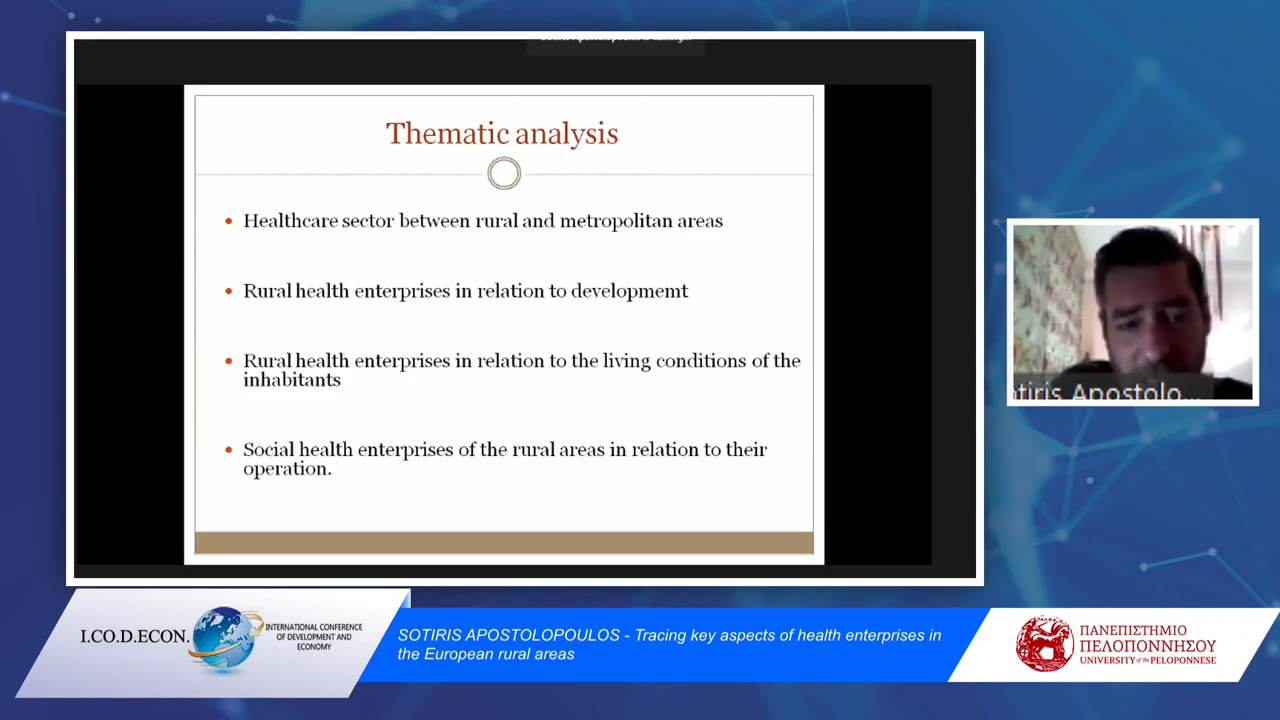 Thematic analysis
• Healthcare sector between rural and metropolitan areas
• Rural health enterprises in relation to developmemt
• Rural health enterprises in relation to the living conditions of the
inhabitants
• Social health enterprises of the rural areas in relation to their
operation.
tiris Apostolo...
I.CO.D.ECON.
INTERNATIONAL CONFERENCE
OF DEVELOPMENT AND
ECONOMY
SOTIRIS APOSTOLOPOULOS - Tracing key aspects of health enterprises in
the European rural areas
ΠΑΝΕΠΙΣΤΗΜΙΟ
ΠΕΛΟΠΟΝΝΗΣΟΥ
UNIVERSITY of the PELOPONNESE